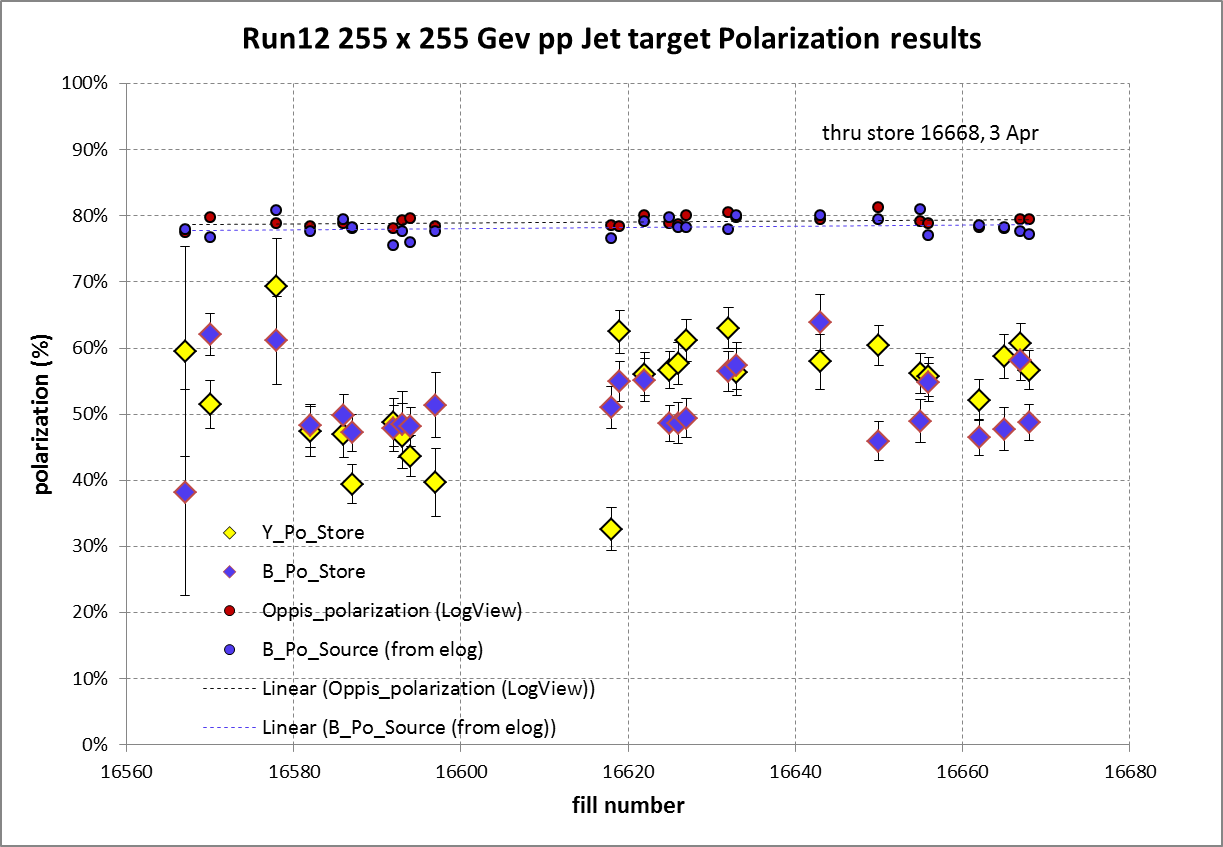 Run12 255 x 255 Gev pp Jet target Polarization results
100%
90%
80%
70%
60%
50%
40%
30%
20%
10%
0%
polarization (%)
thru store 16668, 3 Apr
Y_Po_Store
B_Po_Store
Oppis_polarization (LogView)
B_Po_Source (from elog)
Linear (Oppis_polarization (LogView))
Linear (B_Po_Source (from elog))
16560 16580 16600 16620 16640 16660 16680
fill number